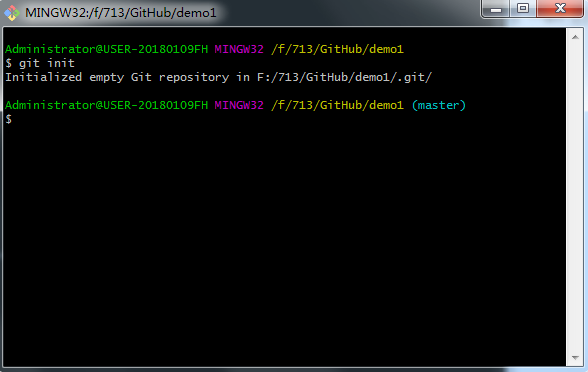 MINGW32:/f/713/GitHub/demo1
Administrator@USER-20180109FH MINGW32 /f/713/GitHub/demo1
$ git init
Initialized empty Git repository in F:/713/GitHub/demo1/.git/
Administrator@USER-20180109FH MINGW32 /f/713/GitHub/demo1 (master)
$